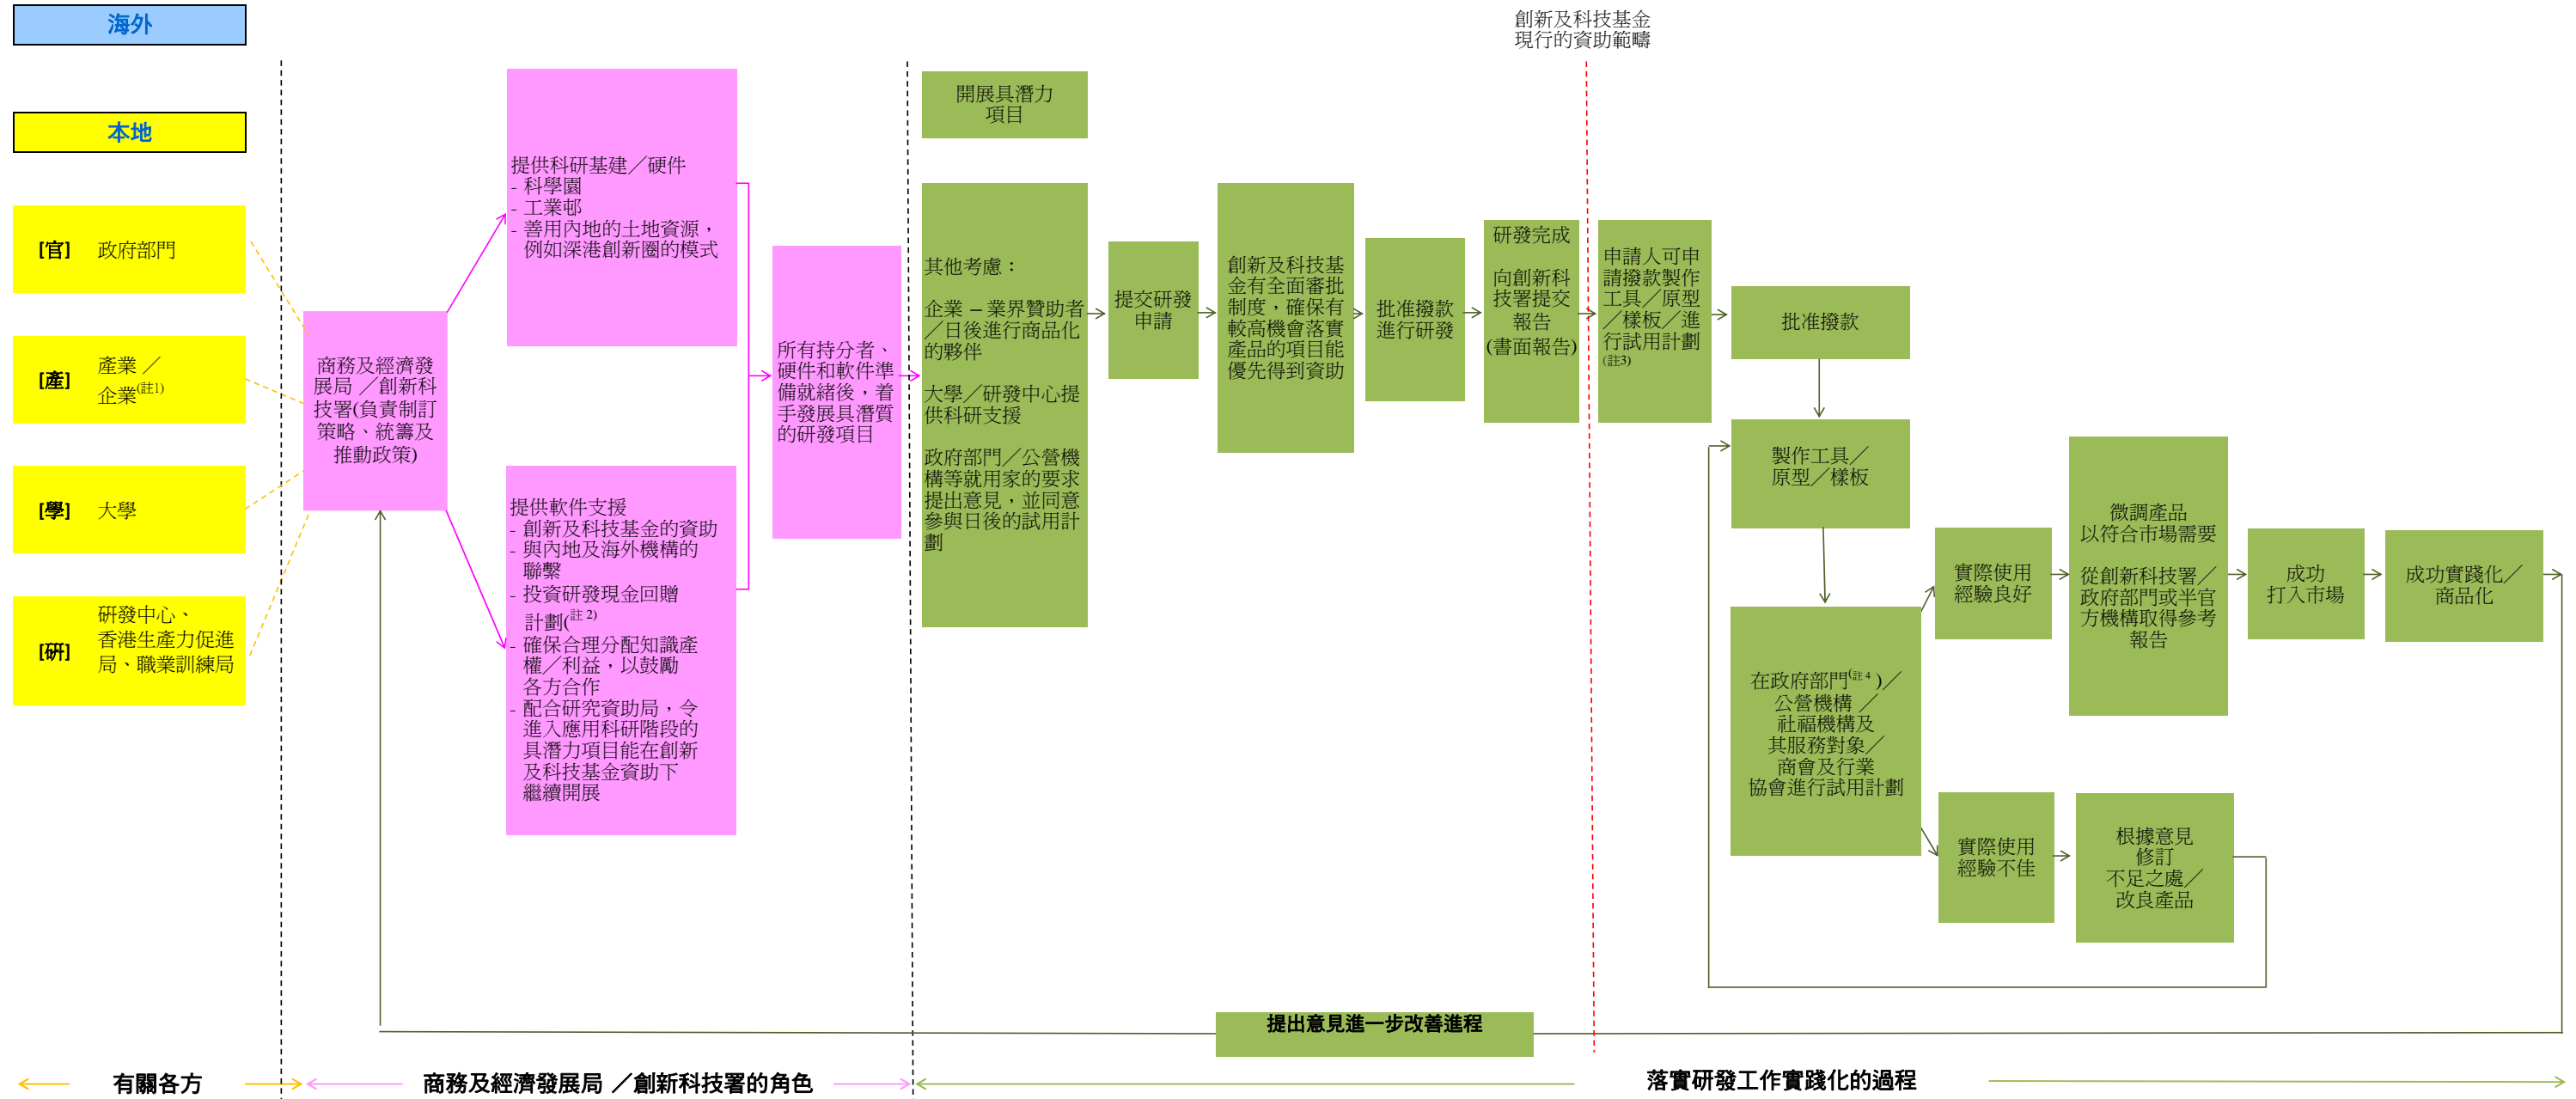 海外
本地
[官] 政府部門
[產] 產業 ／
企業(註1)
[學] 大學
[研] 研發中心、
香港生產力促進
局、職業訓練局
商務及經濟發
展局 ／創新科
技署(負責制訂
策略、統籌及
推動政策)
提供科研基建／硬件
- 科學園
- 工業邨
- 善用內地的土地資源，
例如深港創新圈的模式
提供軟件支援
- 創新及科技基金的資助
- 與內地及海外機構的
聯繫
- 投資研發現金回贈
計劃(註 2)
- 確保合理分配知識產
權／利益，以鼓勵
各方合作
- 配合研究資助局，令
進入應用科研階段的
具潛力項目能在創新
及科技基金資助下
繼續開展
所有持分者、
硬件和軟件準
備就緒後，着
手發展具潛質
的研發項目
開展具潛力
項目
其他考慮：
企業 – 業界贊助者
／日後進行商品化
的夥伴
大學／研發中心提
供科研支援
政府部門／公營機
構等就用家的要求
提出意見，並同意
參與日後的試用計
劃
提交研發
申請
創新及科技基
金有全面審批
制度，確保有
較高機會落實
產品的項目能
優先得到資助
批准撥款
進行研發
研發完成
向創新科
技署提交
報告
(書面報告)
創新及科技基金
現行的資助範疇
申請人可申
請撥款製作
工具／原型
／樣板／進
行試用計劃
(註3)
批准撥款
製作工具／
原型／樣板
在政府部門(註 4 )／
公營機構 ／
社福機構及
其服務對象／
商會及行業
協會進行試用計劃
實際使用
經驗良好
微調產品
以符合市場需要
從創新科技署／
政府部門或半官
方機構取得參考
報告
成功
打入市場
成功實踐化／
商品化
實際使用
經驗不佳
根據意見
修訂
不足之處／
改良產品
提出意見進一步改善進程
有關各方
商務及經濟發展局 ／創新科技署的角色
落實研發工作實踐化的過程